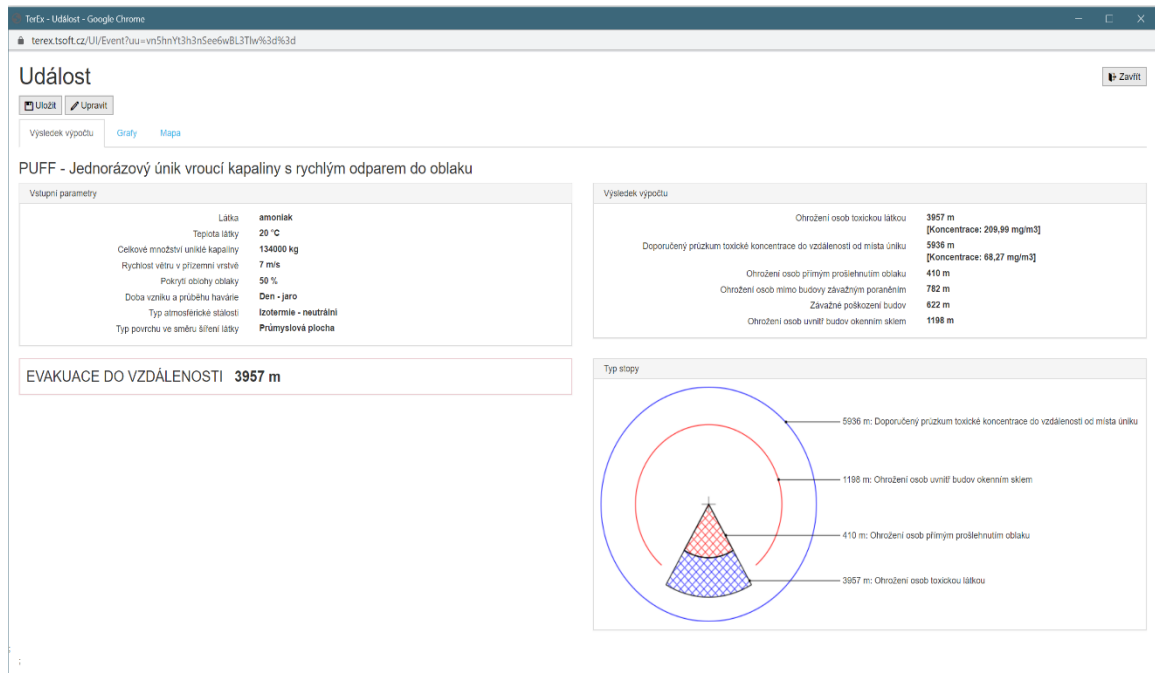 TerEx - Událost - Google Chrome
terex.tsoft.cz/UI/Event?uu=vn5hnYt3h3nSee6wBL3Tlw%3d%3d
Událost
Zavřít
Uložit Upravit
Výsledek výpočtu Grafy Mapa
PUFF - Jednorázový únik vroucí kapaliny s rychlým odparem do oblaku
Vstupní parametry
Látka amoniak
Teplota látky 20 °C
Celkové množství uniklé kapaliny 134000 kg
Rychlost větru v přízemní vrstvě 7 m/s
Pokrytí oblohy oblaky 50 %
Doba vzniku a průběhu havárie Den - jaro
Typ atmosférické stálosti Izotermie - neutrální
Typ povrchu ve směru šíření látky Průmyslová plocha
Výsledek výpočtu
Ohrožení osob toxickou látkou 3957 m
[Koncentrace: 209,99 mg/m3]
Doporučený průzkum toxické koncentrace do vzdálenosti od místa úniku 5936 m
[Koncentrace: 68,27 mg/m3]
Ohrožení osob přímým prošlehnutím oblaku 410 m
Ohrožení osob mimo budovy závažným poraněním 782 m
Závažné poškození budov 622 m
Ohrožení osob uvnitř budov okenním sklem 1198 m
EVAKUACE DO VZDÁLENOSTI 3957 m
Typ stopy
5936 m: Doporučený průzkum toxické koncentrace do vzdálenosti od místa úniku
1198 m: Ohrožení osob uvnitř budov okenním sklem
410 m: Ohrožení osob přímým prošlehnutím oblaku
3957 m: Ohrožení osob toxickou látkou
;
;